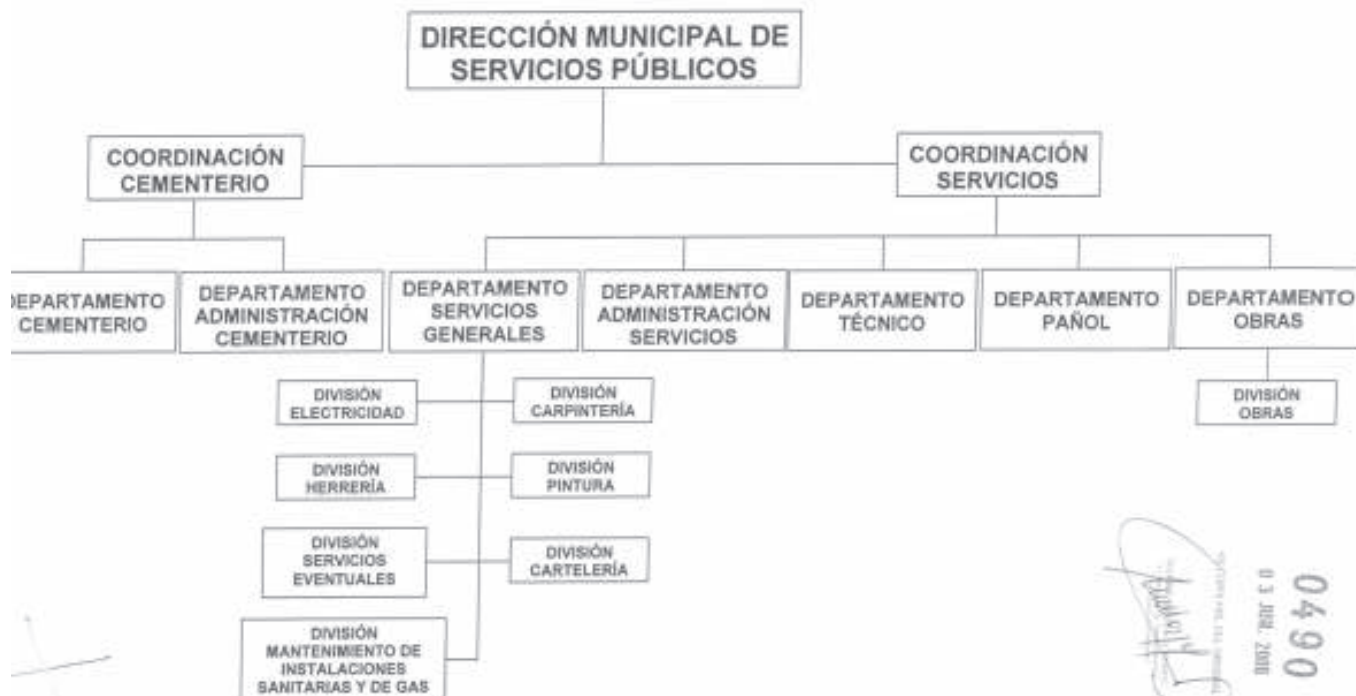 DIRECCIÓN MUNICIPAL DE
SERVICIOS PÚBLICOS
COORDINACIÓN
CEMENTERIO
COORDINACIÓN
SERVICIOS
DEPARTAMENTO
CEMENTERIO
DEPARTAMENTO
ADMINISTRACIÓN
CEMENTERIO
DEPARTAMENTO
SERVICIOS
GENERALES
DEPARTAMENTO
ADMINISTRACIÓN
SERVICIOS
DEPARTAMENTO
TÉCNICO
DEPARTAMENTO
PAÑOL
DEPARTAMENTO
OBRAS
DIVISIÓN
ELECTRICIDAD
DIVISIÓN
CARPINTERÍA
DIVISIÓN
OBRAS
DIVISIÓN
HERRERÍA
DIVISIÓN
PINTURA
DIVISIÓN
SERVICIOS
EVENTUALES
DIVISIÓN
CARTELERÍA
DIVISIÓN
MANTENIMIENTO DE
INSTALACIONES
SANITARIAS Y DE GAS
0490
03